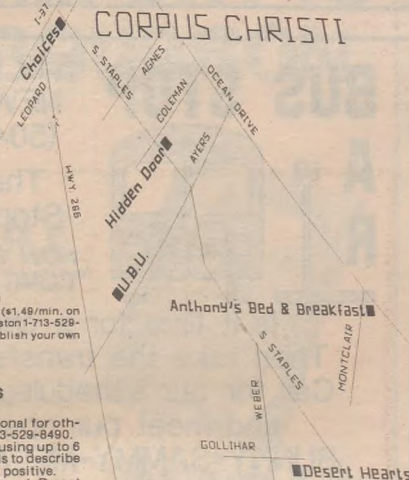 CORPUS CHRISTI
I-37
Choices
S STAPLES
AGNES
COLEMAN
OCEAN DRIVE
LEOPARD
AYERS
Hidden Door
HWY. 286
U.B.U.
($1.49/min. on
ston 1-713-529-
blish your own
Anthony's Bed & Breakfast
S STAPLES
MONTCLAIR
WEBER
s
onal for oth-
3-529-8490.
using up to 6
is to describe
positive.
GOLLIHAR
Desert Hearts